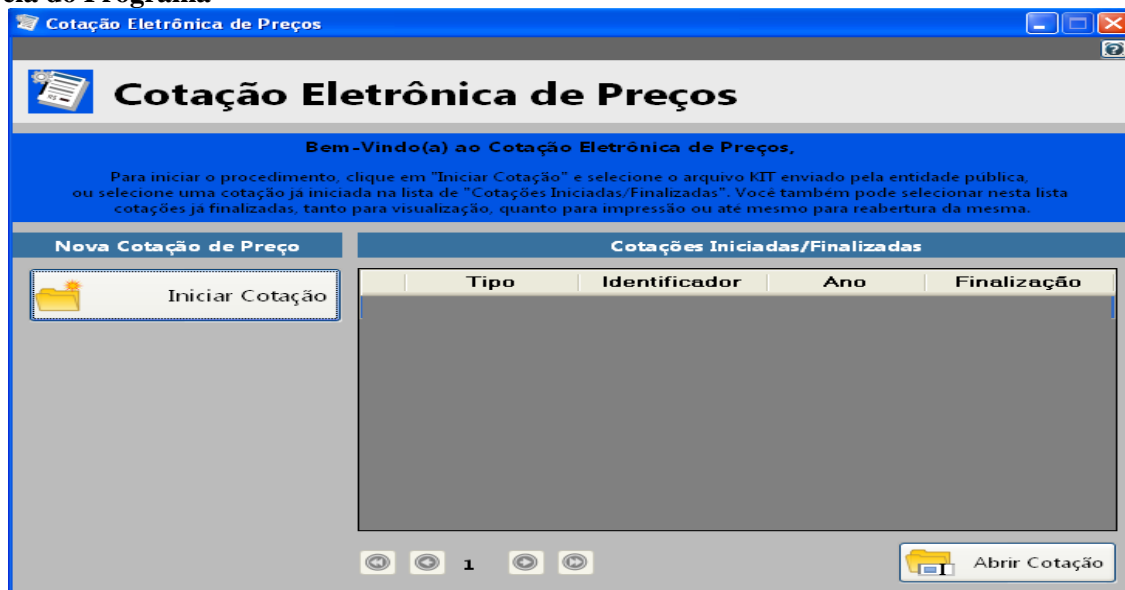 do Programa
Cotação Eletrônica de Preços
Cotação Eletrônica de Preços
Bem-Vindo(a) ao Cotação Eletrônica de Preços,
Para iniciar o procedimento, clique em "Iniciar Cotação" e selecione o arquivo KIT enviado pela entidade publica,
ou selecione uma cotação já iniciada na lista de "Cotações Iniciadas/Finalizadas". Você também pode selecionar nesta lista
cotações já finalizadas, tanto para visualização, quanto para impressão ou até mesmo para reabertura da mesma.
Nova Cotação de Preço
Cotações Iniciadas/Finalizadas
Iniciar Cotação
Tipo Identificador Ano Finalização
1
Abrir Cotação